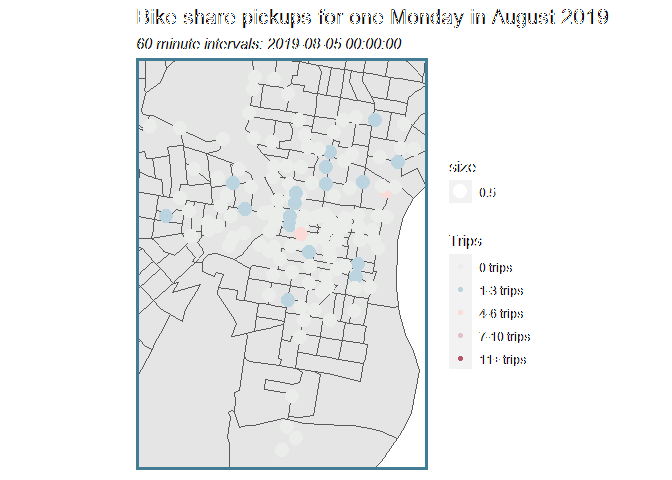 Bike share pickups for one Monday in August 2019
60 minute intervals: 2019-08-05 00:00:00
size
0.5
Trips
0 trips
1-3 trips
4-6 trips
7-10 trips
11+ trips